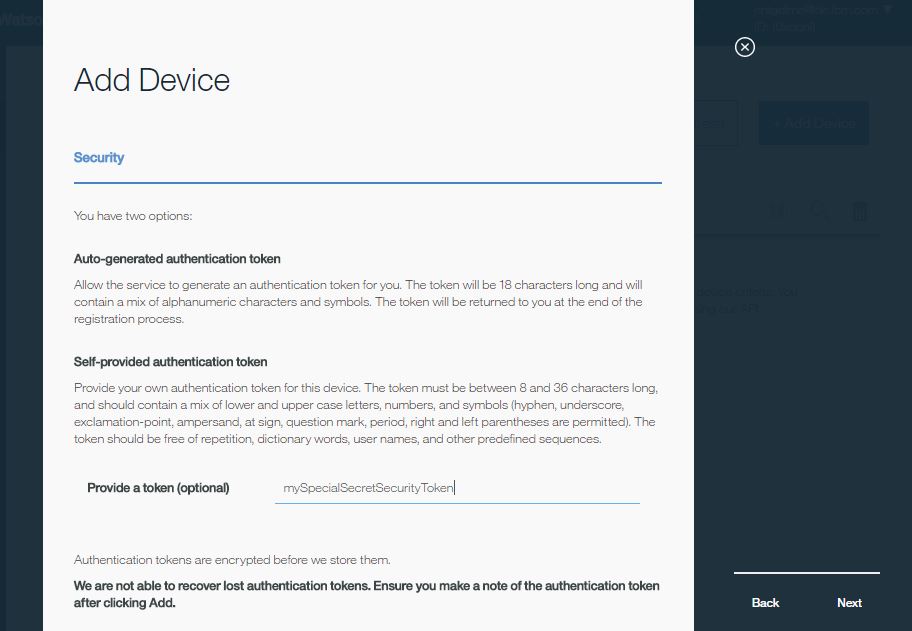 Watso
Add Device
+ Add Device
Security
You have two options:
Auto-generated authentication token
Allow the service to generate an authentication token for you. The token will be 18 characters long and will
contain a mix of alphanumeric characters and symbols. The token will be returned to you at the end of the
registration process.
Self-provided authentication token
Provide your own authentication token for this device. The token must be between 8 and 36 characters long,
and should contain a mix of lower and upper case letters, numbers, and symbols (hyphen, underscore,
exclamation-point, ampersand, at sign, question mark, period, right and left parentheses are permitted). The
token should be free of repetition, dictionary words, user names, and other predefined sequences.
Provide a token (optional) mySpecialSecretSecurityToken
Authentication tokens are encrypted before we store them.
We are not able to recover lost authentication tokens. Ensure you make a note of the authentication token
after clicking Add.
Back Next